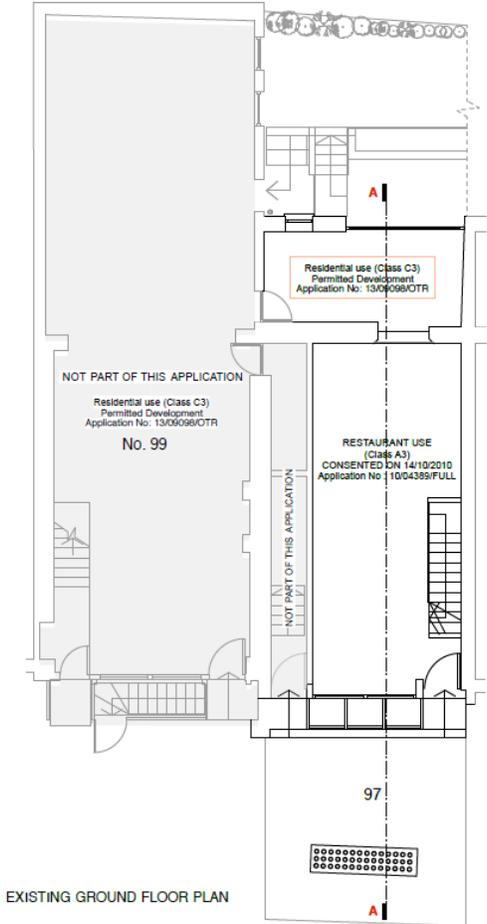 A
Residential use (Class C3)
Permitted Development
Application No: 13/09098/OTR
NOT PART OF THIS APPLICATION
Residential use (Class C3)
Permitted Development
Application No: 13/09098/OTR
No. 99
RESTAURANT USE
(Class A3)
CONSENTED ON 14/10/2010
Application No : 10/04389/FULL
NOT PART OF THIS APPLICATION
97
EXISTING GROUND FLOOR PLAN
A